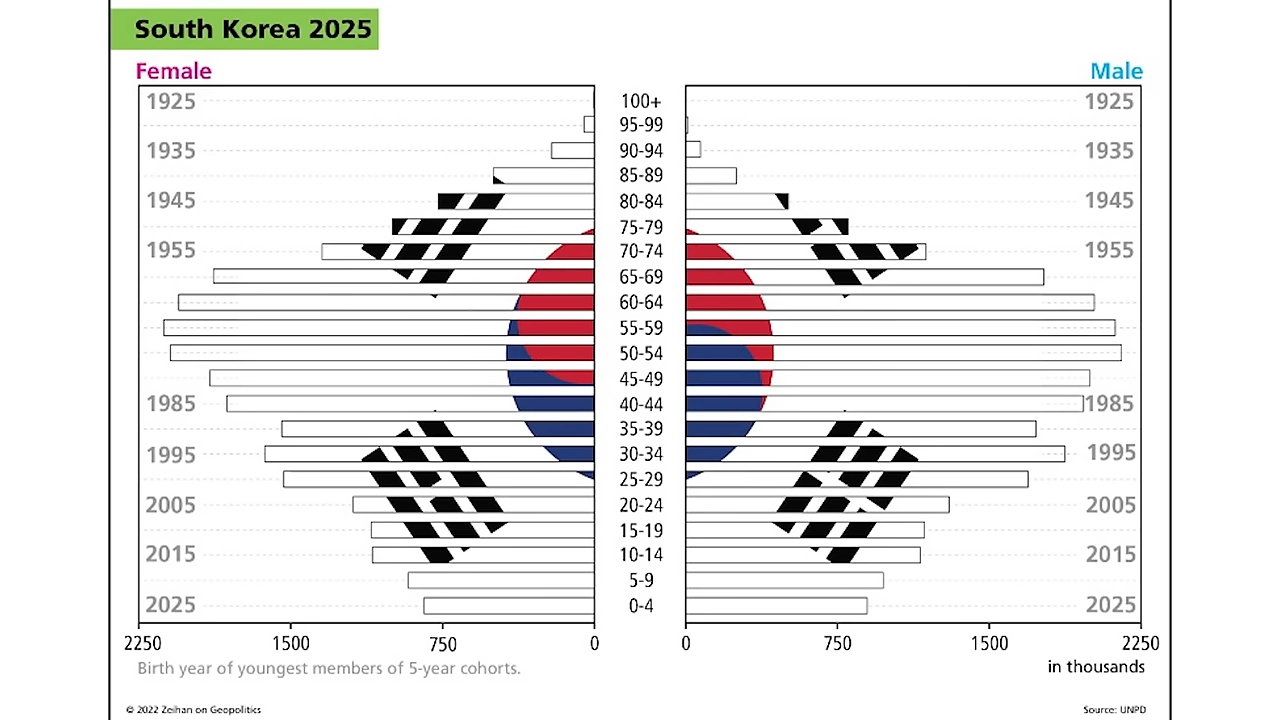 South Korea 2025
Female Male
1925 100+ 1925
95-99
1935 90-94 1935
85-89
1945 80-84 1945
75-79
1955 70-74 1955
65-69
60-64
55-59
50-54
45-49
1985 40-44 1985
35-39
1995 30-34 1995
25-29
2005 20-24 2005
15-19
2015 10-14 2015
5-9
2025 0-4 2025
2250 1500 750 0 0 750 1500 2250
Birth year of youngest members of 5-year cohorts. in thousands
© 2022 Zeihan on Geopolitics Source: UNPD